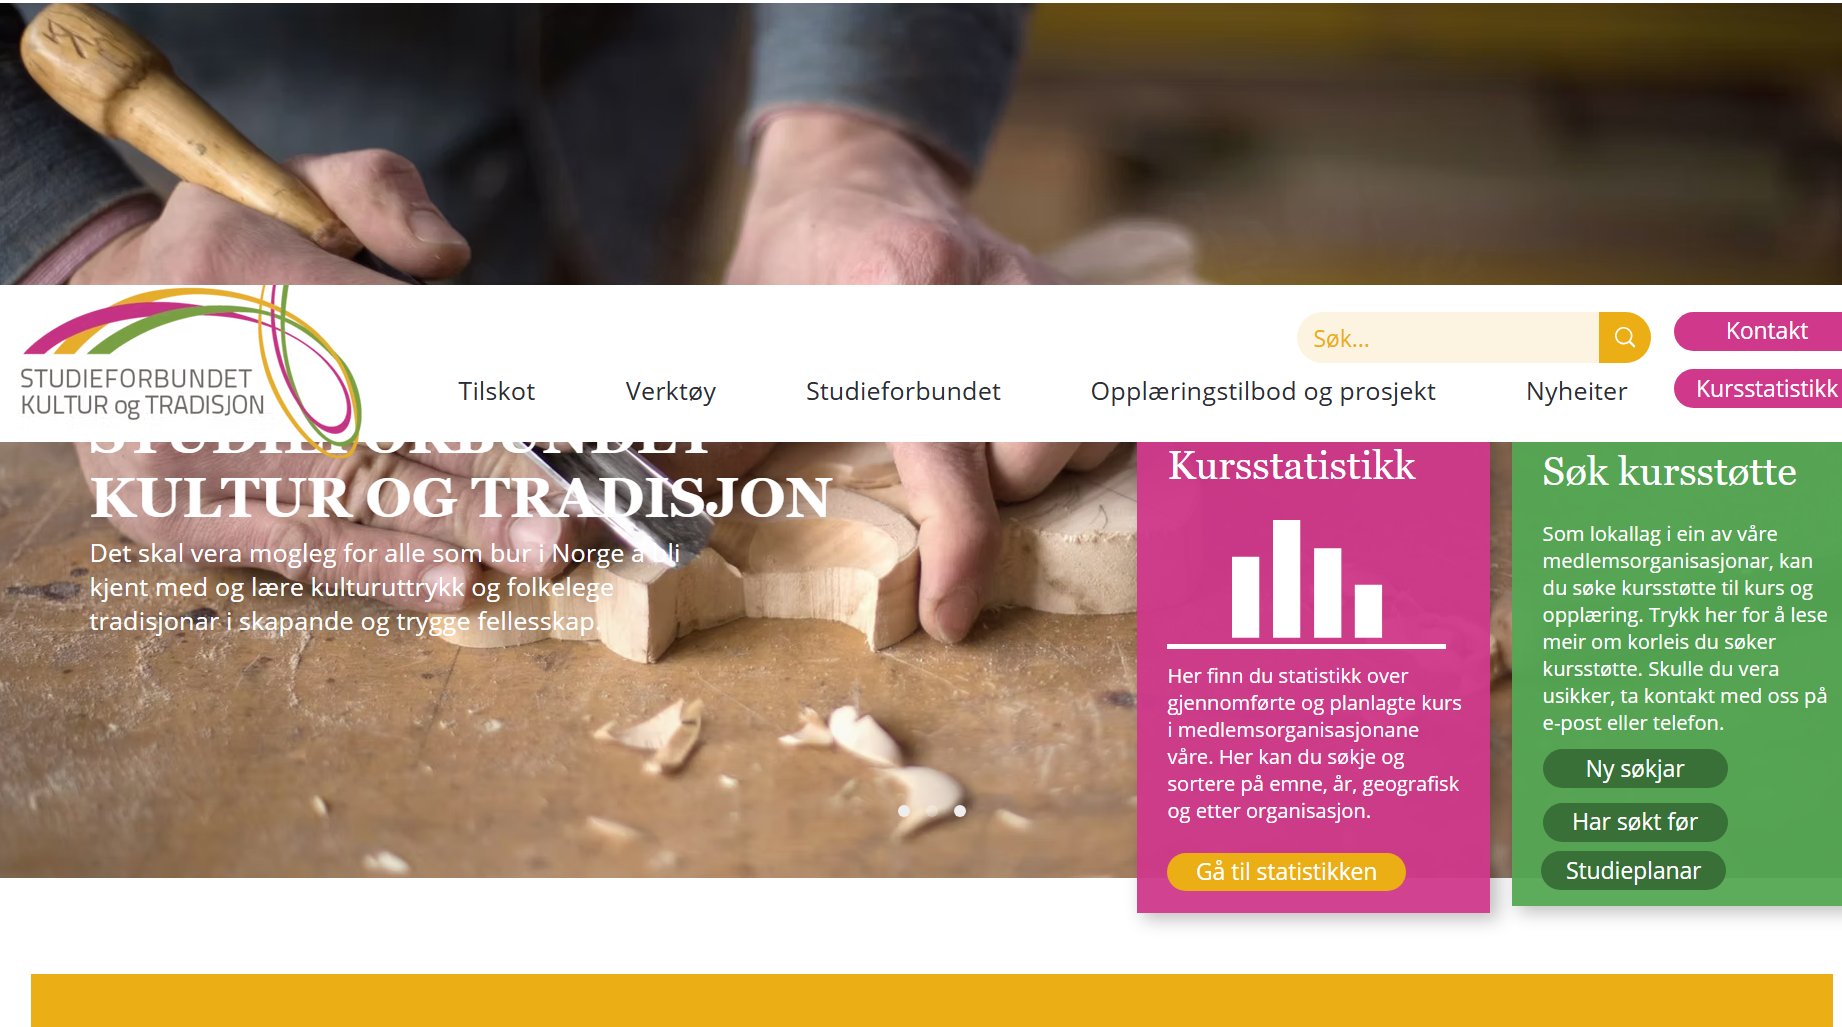 Søk...
Kontakt
STUDIEFORBUNDET
KULTUR og TRADISJON
Tilskot
Verktøy
Studieforbundet
Opplæringstilbod og prosjekt
Nyheiter
Kursstatistikk
STUDIEFORBUNDET
KULTUR OG TRADISJON
Det skal vera mogleg for alle som bur i Norge å bli
kjent med og lære kulturuttrykk og folkelege
tradisjonar i skapande og trygge fellesskap.
Kursstatistikk
Her finn du statistikk over
gjennomførte og planlagte kurs
i medlemsorganisasjonane
våre. Her kan du søkje og
sortere på emne, år, geografisk
og etter organisasjon.
Gå til statistikken
Søk kursstøtte
Som lokallag i ein av våre
medlemsorganisasjonar, kan
du søke kursstøtte til kurs og
opplæring. Trykk her for å lese
meir om korleis du søker
kursstøtte. Skulle du vera
usikker, ta kontakt med oss på
e-post eller telefon.
Ny søkjar
Har søkt før
Studieplanar